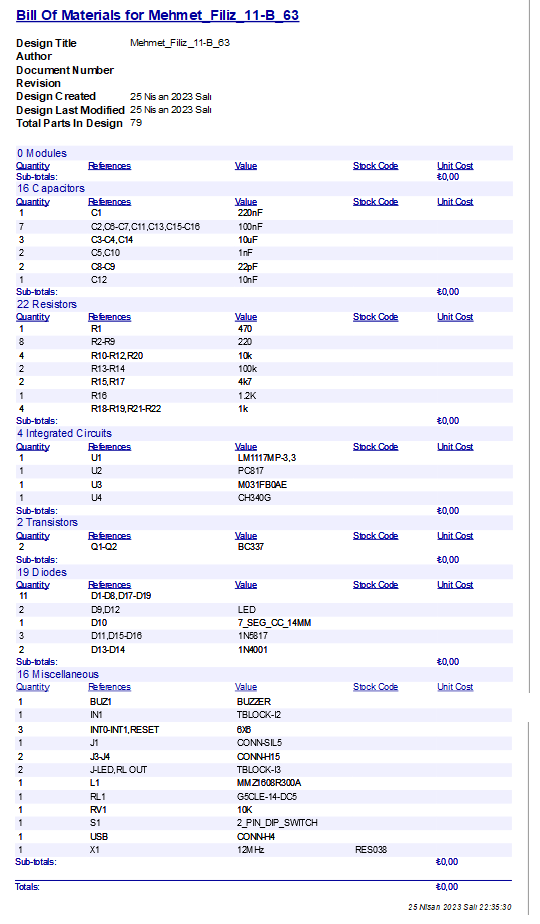 Bill Of Materials for Mehmet_Filiz_11-B_63
Design Title Mehmet_Filiz_11-B_63
Author
Document Number
Revision
Design Created 25 Nisan 2023 Salı
Design Last Modified 25 Nisan 2023 Salı
Total Parts In Design 79
0 Modules
Quantity References Value Stock Code Unit Cost
Sub-totals: ₺0,00
16 Capacitors
Quantity References Value Stock Code Unit Cost
1 C1 220nF
7 C2,C6-C7,C11,C13,C15-C16 100nF
3 C3-C4,C14 10uF
2 C5,C10 1nF
2 C8-C9 22pF
1 C12 10nF
Sub-totals: ₺0,00
22 Resistors
Quantity References Value Stock Code Unit Cost
1 R1 470
8 R2-R9 220
4 R10-R12,R20 10k
2 R13-R14 100k
2 R15,R17 4k7
1 R16 1.2K
4 R18-R19,R21-R22 1k
Sub-totals: ₺0,00
4 Integrated Circuits
Quantity References Value Stock Code Unit Cost
1 U1 LM1117MP-3,3
1 U2 PC817
1 U3 M031FB0AE
1 U4 CH340G
Sub-totals: ₺0,00
2 Transistors
Quantity References Value Stock Code Unit Cost
2 Q1-Q2 BC337
Sub-totals: ₺0,00
19 Diodes
Quantity References Value Stock Code Unit Cost
11 D1-D8,D17-D19
2 D9,D12 LED
1 D10 7_SEG_CC_14MM
3 D11,D15-D16 1N5817
2 D13-D14 1N4001
Sub-totals: ₺0,00
16 Miscellaneous
Quantity References Value Stock Code Unit Cost
1 BUZ1 BUZZER
1 IN1 TBLOCK-I2
3 INT0-INT1,RESET 6X6
1 J1 CONN-SIL5
2 J3-J4 CONN-H15
2 J-LED,RL OUT TBLOCK-I3
1 L1 MMZ1608R300A
1 RL1 G5CLE-14-DC5
1 RV1 10K
1 S1 2_PIN_DIP_SWITCH
1 USB CONN-H4
1 X1 12MHz RES038
Sub-totals: ₺0,00
Totals: ₺0,00
25 Nisan 2023 Salı 22:35:30